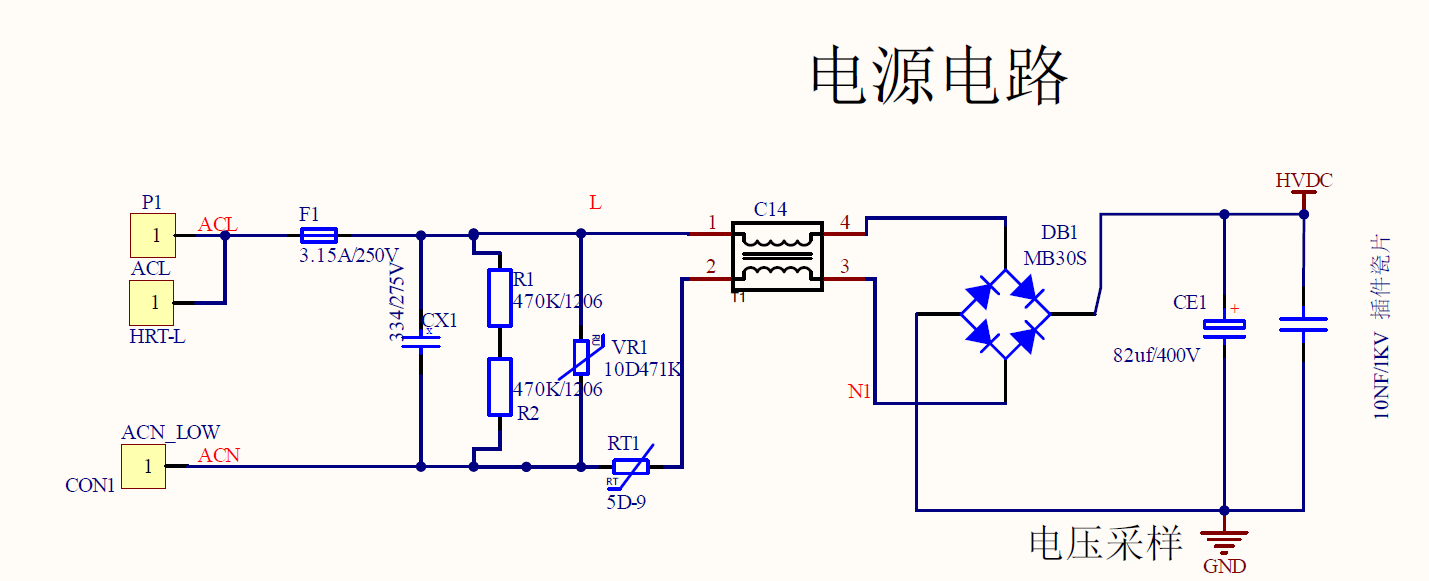 电源电路
P1
1
ACL
ACL
1
HRT-L
F1
3.15A/250V
334/275V
CX1
x
R1
470K/1206
470K/1206
R2
RU
VR1
10D471K
L
C14
1
2
4
3
T1
N1
DB1
MB30S
HVDC
CE1
+
82uf/400V
10NF/1KV 插件瓷片
ACN_LOW
1
ACN
CON1
RT1
RT
5D-9
电压采样
GND